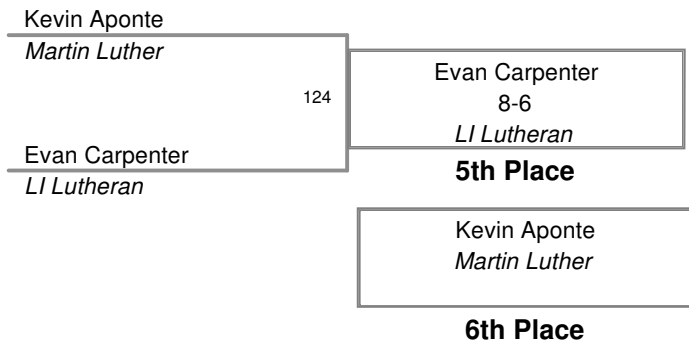 Kevin Aponte
Martin Luther
124
Evan Carpenter
LI Lutheran
Evan Carpenter
8-6
LI Lutheran
5th Place
Kevin Aponte
Martin Luther
6th Place